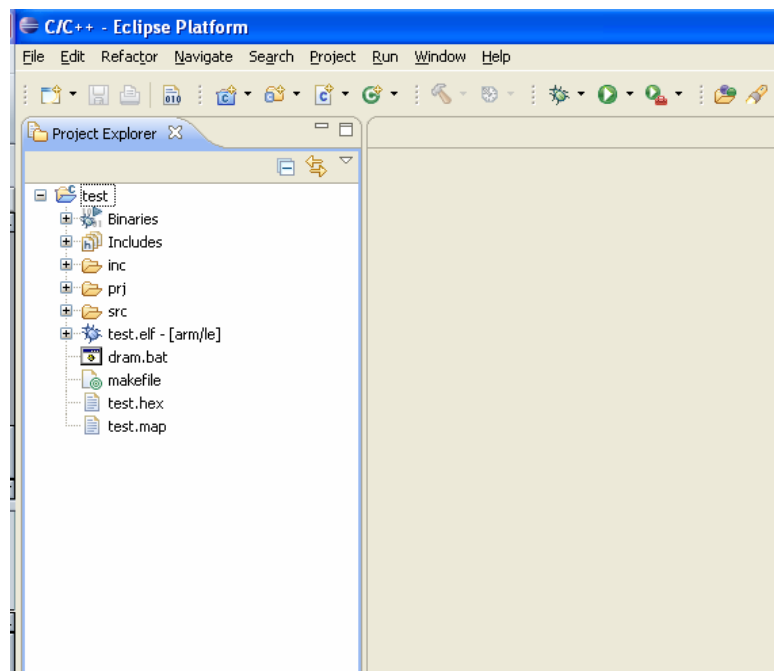 C/C++ - Eclipse Platform
File Edit Refactor Navigate Search Project Run Window Help
Project Explorer
test
Binaries
Includes
inc
prj
src
test.elf - [arm/le]
dram.bat
makefile
test.hex
test.map